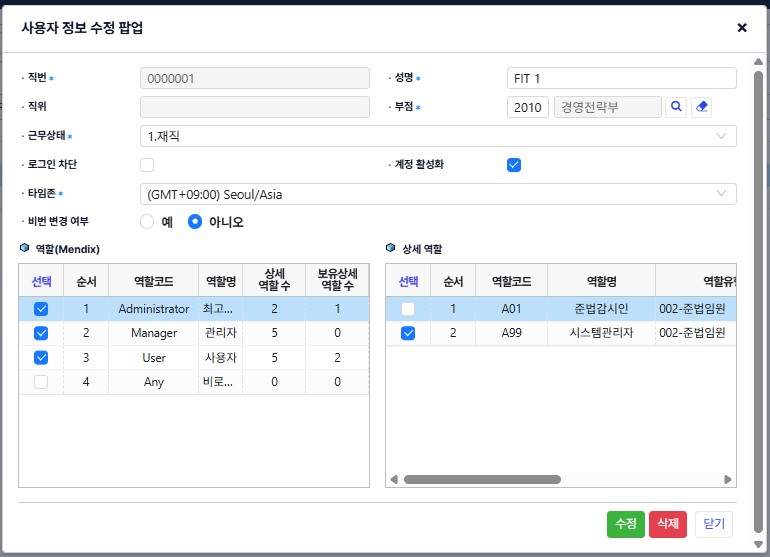 사용자 정보 수정 팝업
· 직번 * 0000001 · 성명 * FIT 1
· 직위 · 부점 * 2010 경영전략부
· 근무상태 * 1.재직
· 로그인 차단 · 계정 활성화
· 타임존 * (GMT+09:00) Seoul/Asia
· 비번 변경 여부 예 아니오
역할(Mendix)
선택 순서 역할코드 역할명 상세 역할 수 보유상세 역할 수
1 Administrator 최고... 2 1
2 Manager 관리자 5 0
3 User 사용자 5 2
4 Any 비로... 0 0
상세 역할
선택 순서 역할코드 역할명 역할유형
1 A01 준법감시인 002-준법임원
2 A99 시스템관리자 002-준법임원
수정 삭제 닫기